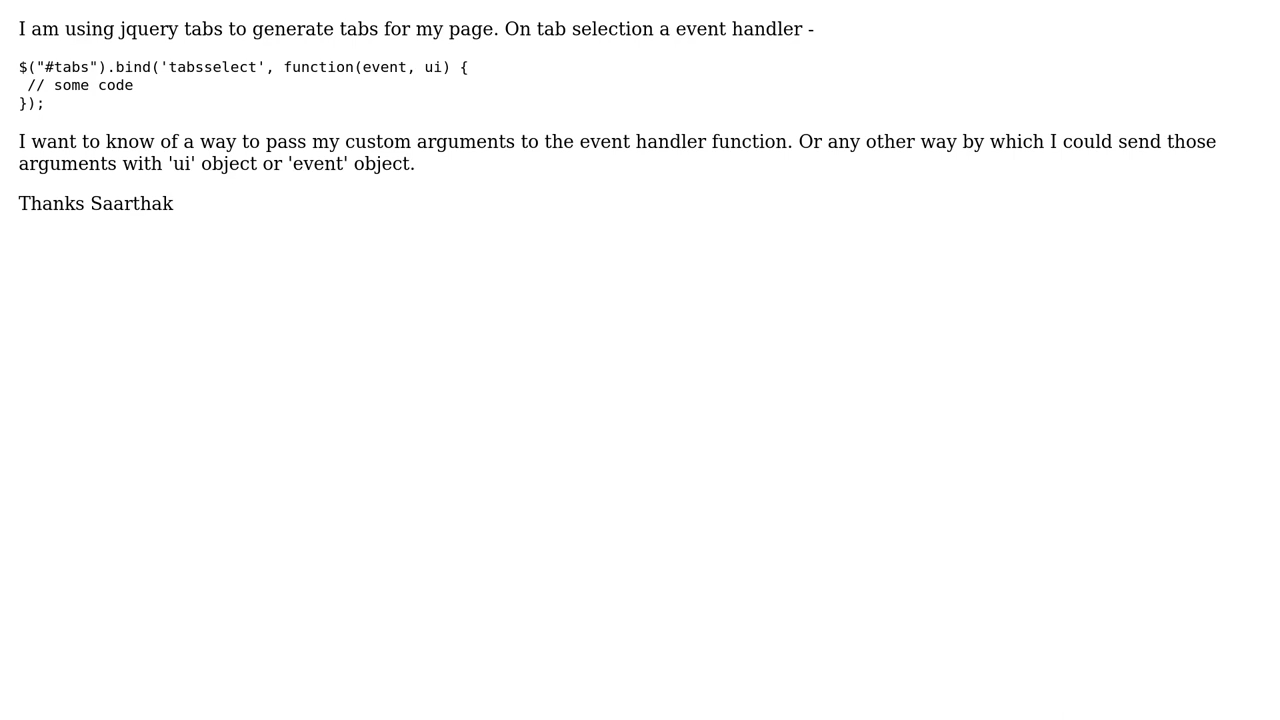 I am using jquery tabs to generate tabs for my page. On tab selection a event handler -
$("#tabs").bind('tabsselect', function(event, ui) {
 // some code
});
I want to know of a way to pass my custom arguments to the event handler function. Or any other way by which I could send those
arguments with 'ui' object or 'event' object.
Thanks Saarthak